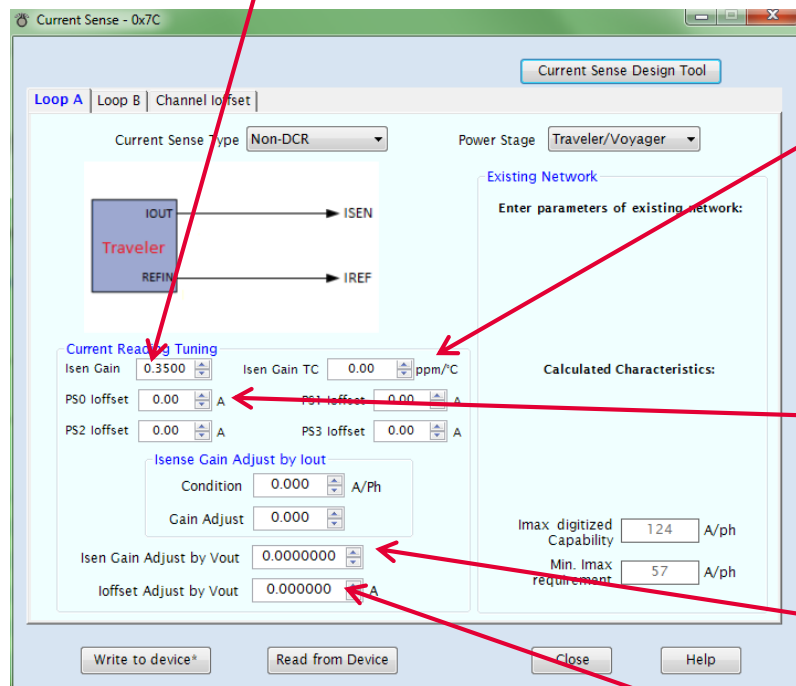 Current Sense - 0x7C
Current Sense Design Tool
Loop A Loop B Channel Ioffset
Current Sense Type Non-DCR Power Stage Traveler/Voyager
Existing Network
Enter parameters of existing network:
IOUT ISEN
Traveler
REFIN IREF
Current Reading Tuning
Isen Gain 0.3500 Isen Gain TC 0.00 ppm/°C
Calculated Characteristics:
PS0 Ioffset 0.00 A PS1 Ioffset 0.00 A
PS2 Ioffset 0.00 A PS3 Ioffset 0.00 A
Isense Gain Adjust by Iout
Condition 0.000 A/Ph
Gain Adjust 0.000
Imax digitized Capability 124 A/ph
Isen Gain Adjust by Vout 0.0000000
Min. Imax requirement 57 A/ph
Ioffset Adjust by Vout 0.000000 A
Write to device* Read from Device Close Help